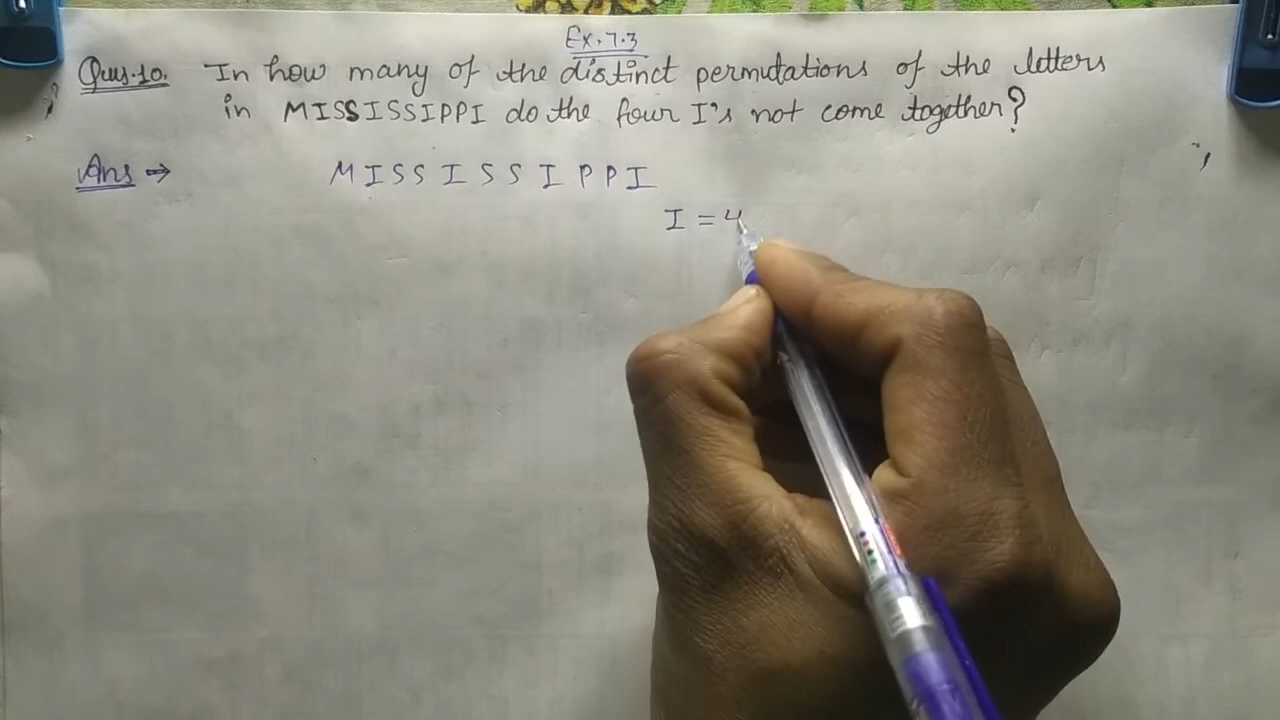 Ex. 7.3
Ques.10. In how many of the distinct permutations of the letters
in MISSISSIPPI do the four I's not come together?
Ans ⇒ M I S S I S S I P P I
I = 4